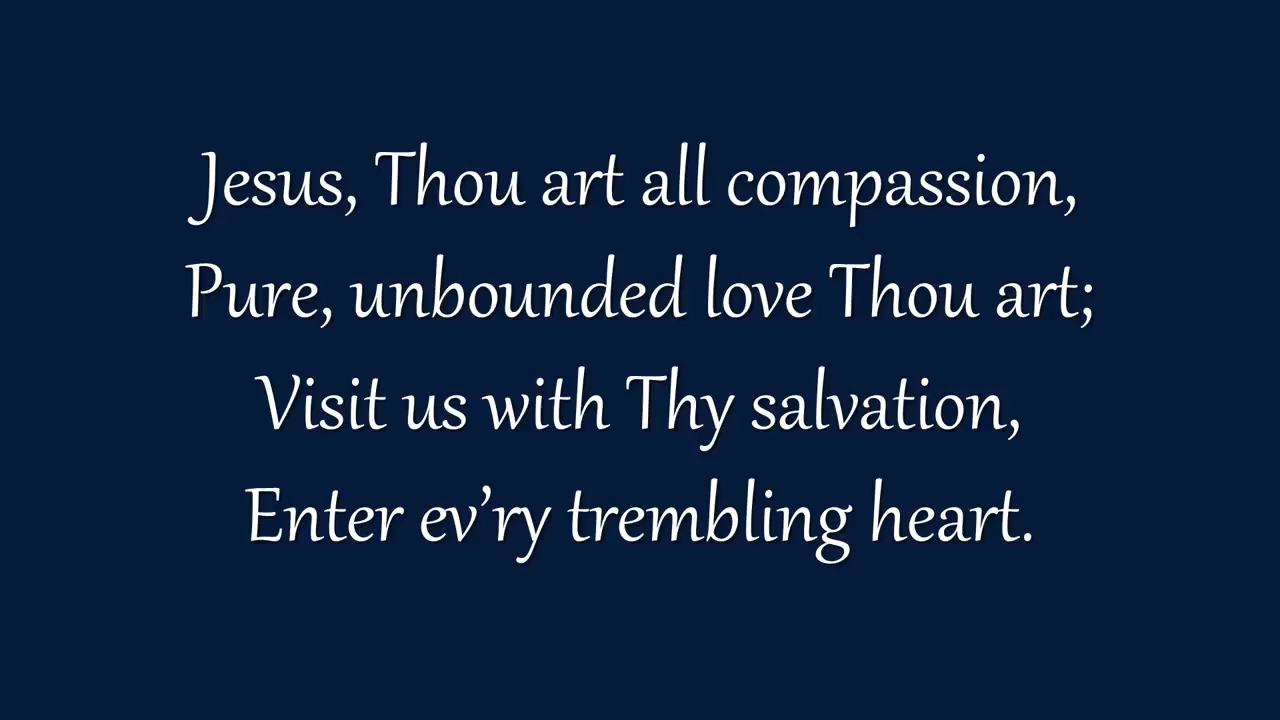 Jesus, Thou art all compassion,
Pure, unbounded love Thou art;
Visit us with Thy salvation,
Enter ev’ry trembling heart.